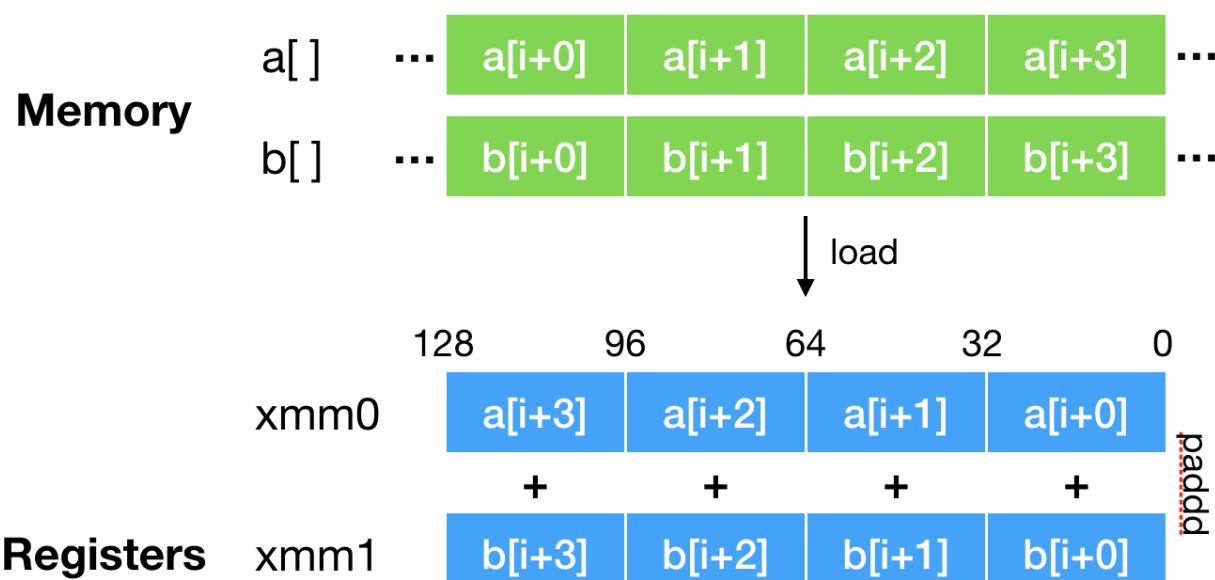 a[ ] ... a[i+0] a[i+1] a[i+2] a[i+3] ...
Memory
b[ ] ... b[i+0] b[i+1] b[i+2] b[i+3] ...
load
128 96 64 32 0
xmm0 a[i+3] a[i+2] a[i+1] a[i+0]
+ + + +
paddd
Registers xmm1 b[i+3] b[i+2] b[i+1] b[i+0]